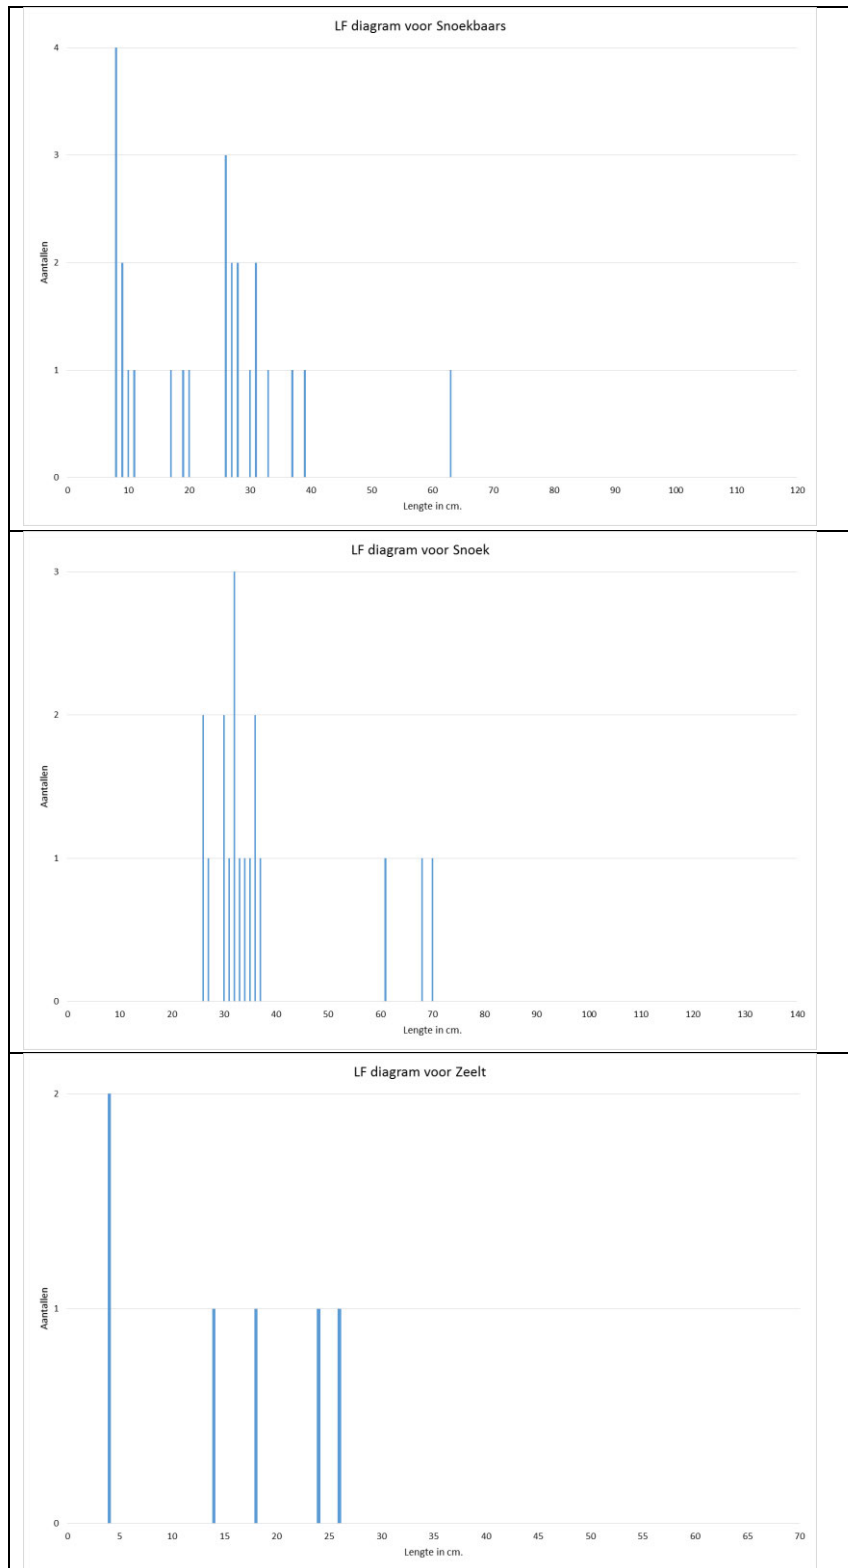 LF diagram voor Snoekbaars
4
3
2
1
0
Aantallen
0 10 20 30 40 50 60 70 80 90 100 110 120
Lengte in cm.
LF diagram voor Snoek
3
2
1
0
Aantallen
0 10 20 30 40 50 60 70 80 90 100 110 120 130 140
Lengte in cm.
LF diagram voor Zeelt
2
1
0
Aantallen
0 5 10 15 20 25 30 35 40 45 50 55 60 65 70
Lengte in cm.